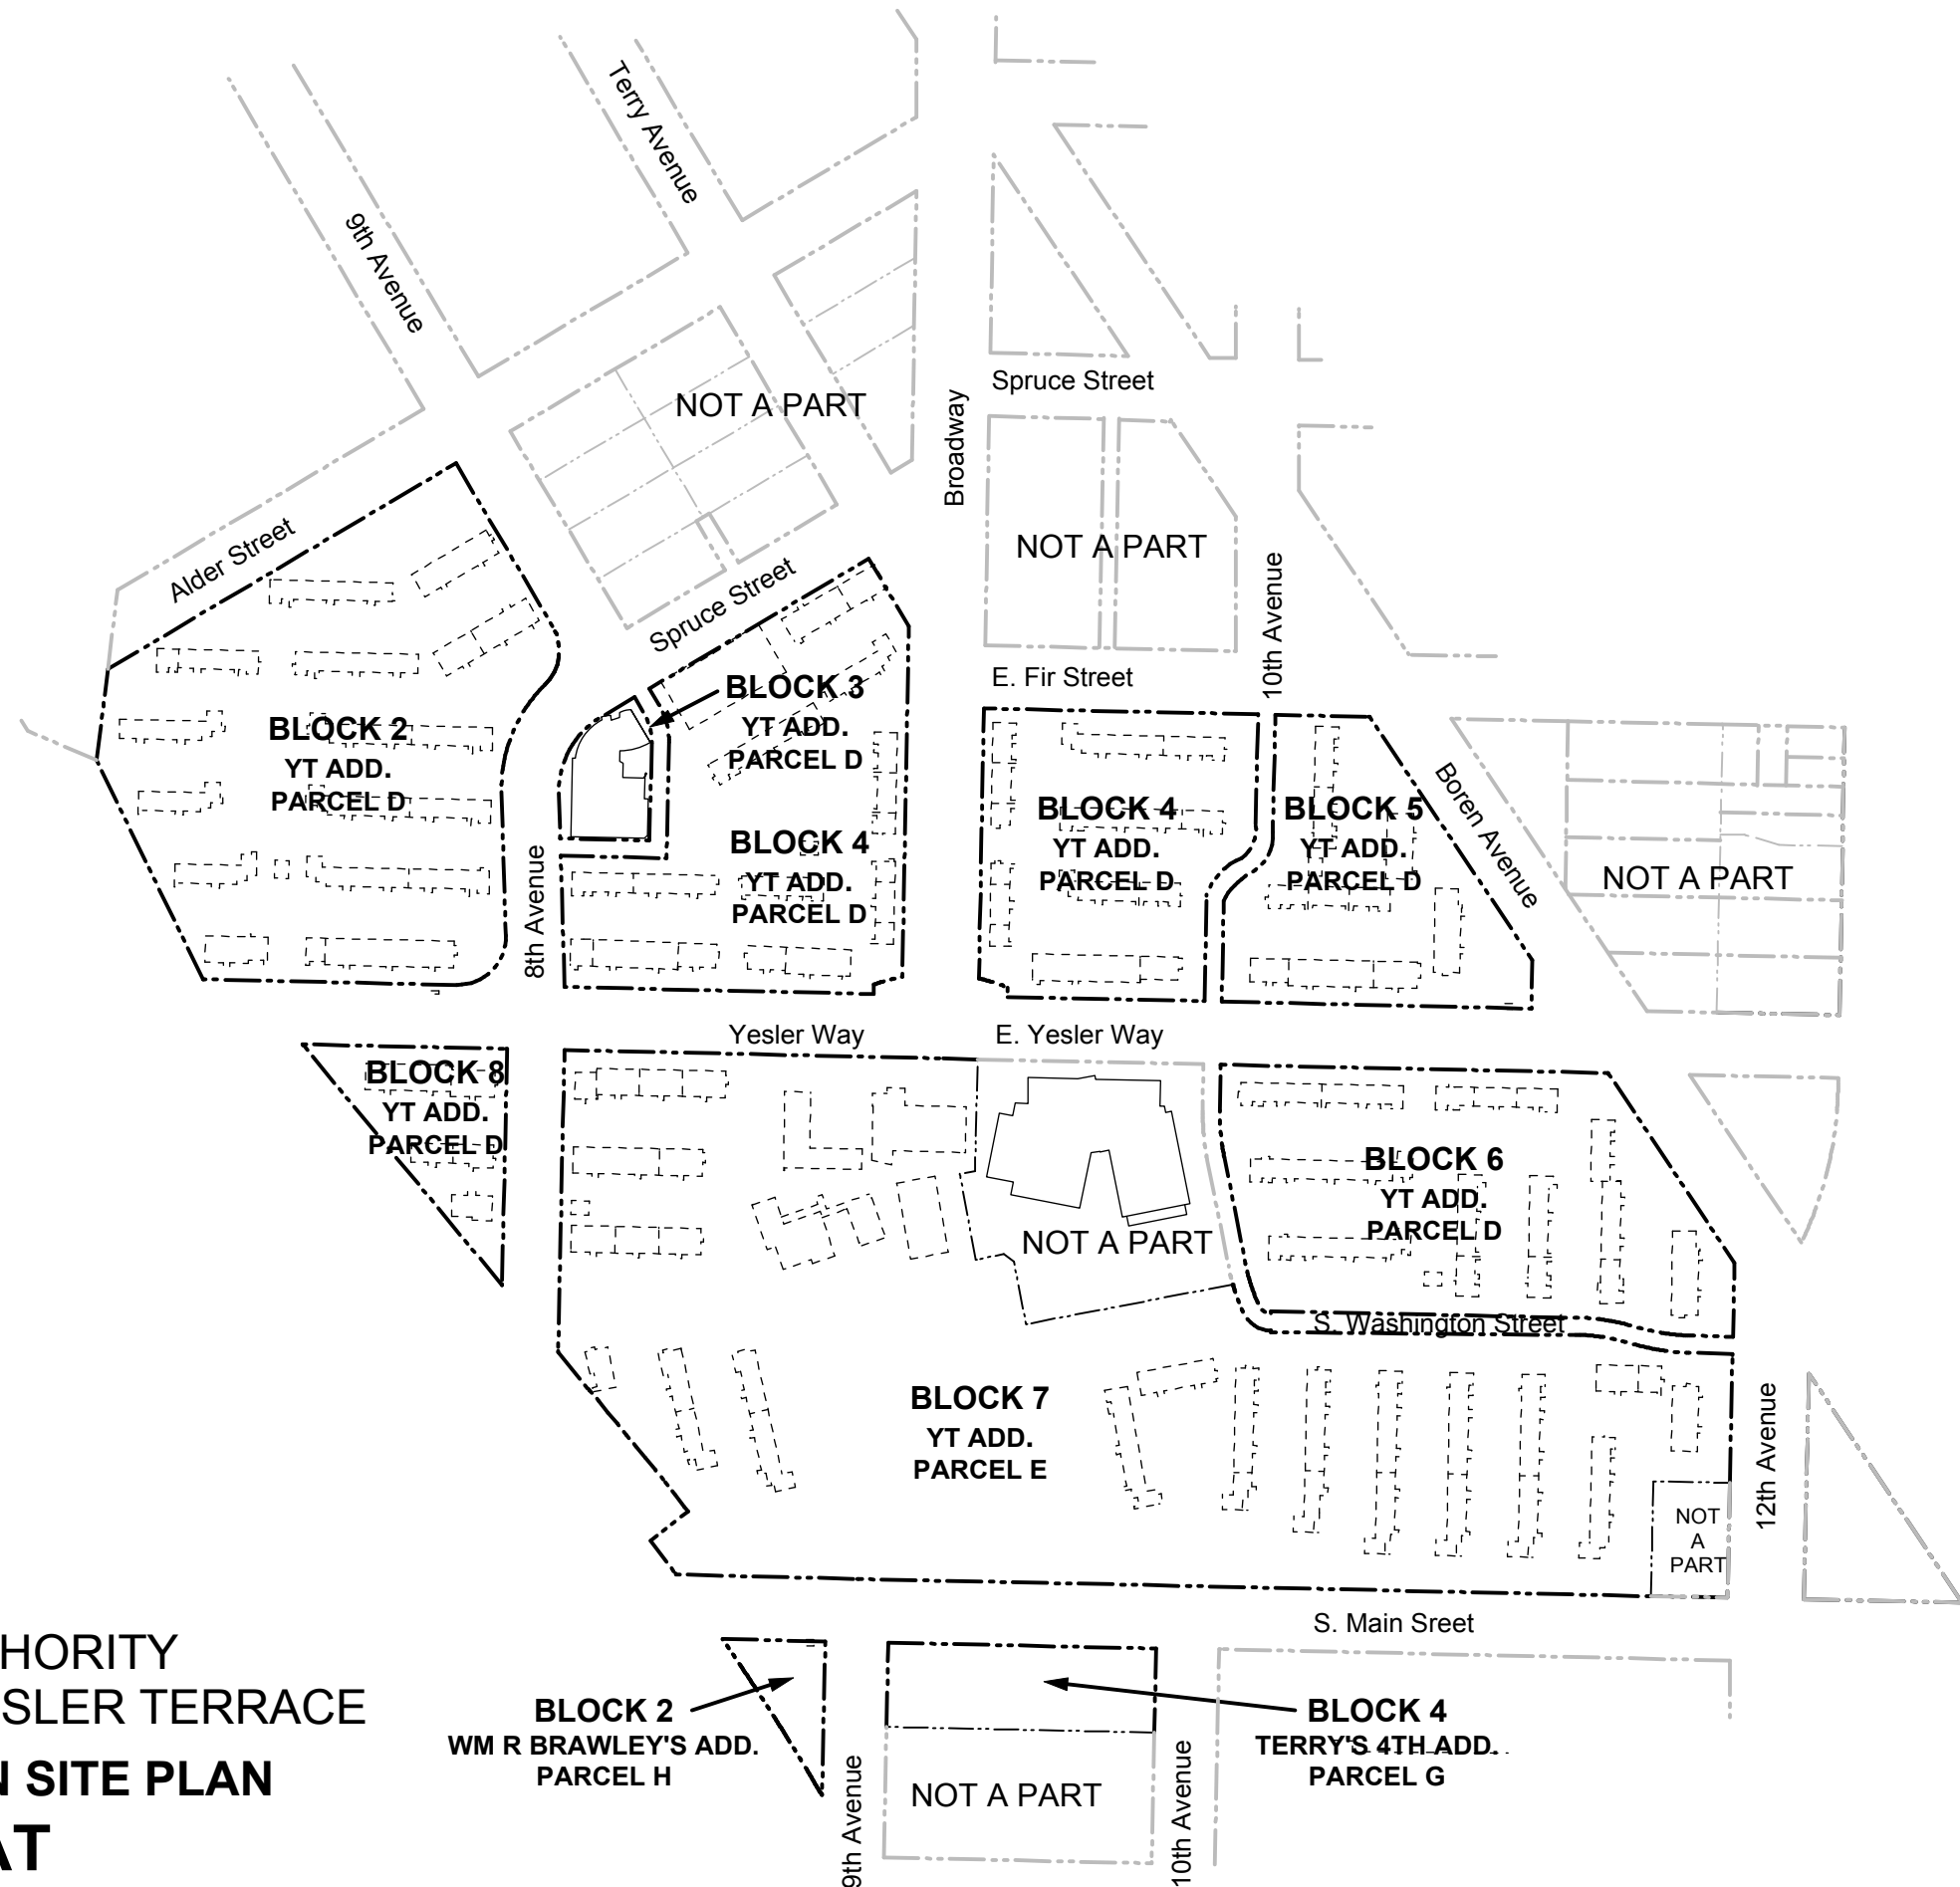 Terry Avenue
9th Avenue
Spruce Street
NOT A PART
Broadway
Alder Street
NOT A PART
Spruce Street
10th Avenue
E. Fir Street
BLOCK 3
YT ADD.
PARCEL D
BLOCK 2
YT ADD.
PARCEL D
Boren Avenue
BLOCK 4
YT ADD.
PARCEL D
BLOCK 5
YT ADD.
PARCEL D
BLOCK 4
YT ADD.
PARCEL D
NOT A PART
8th Avenue
Yesler Way
E. Yesler Way
BLOCK 8
YT ADD.
PARCEL D
BLOCK 6
YT ADD.
PARCEL D
NOT A PART
S. Washington Street
BLOCK 7
YT ADD.
PARCEL E
12th Avenue
NOT
A
PART
S. Main Sreet
HORITY
SLER TERRACE
N SITE PLAN
AT
BLOCK 2
WM R BRAWLEY'S ADD.
PARCEL H
BLOCK 4
TERRY'S 4TH ADD.
PARCEL G
9th Avenue
NOT A PART
10th Avenue